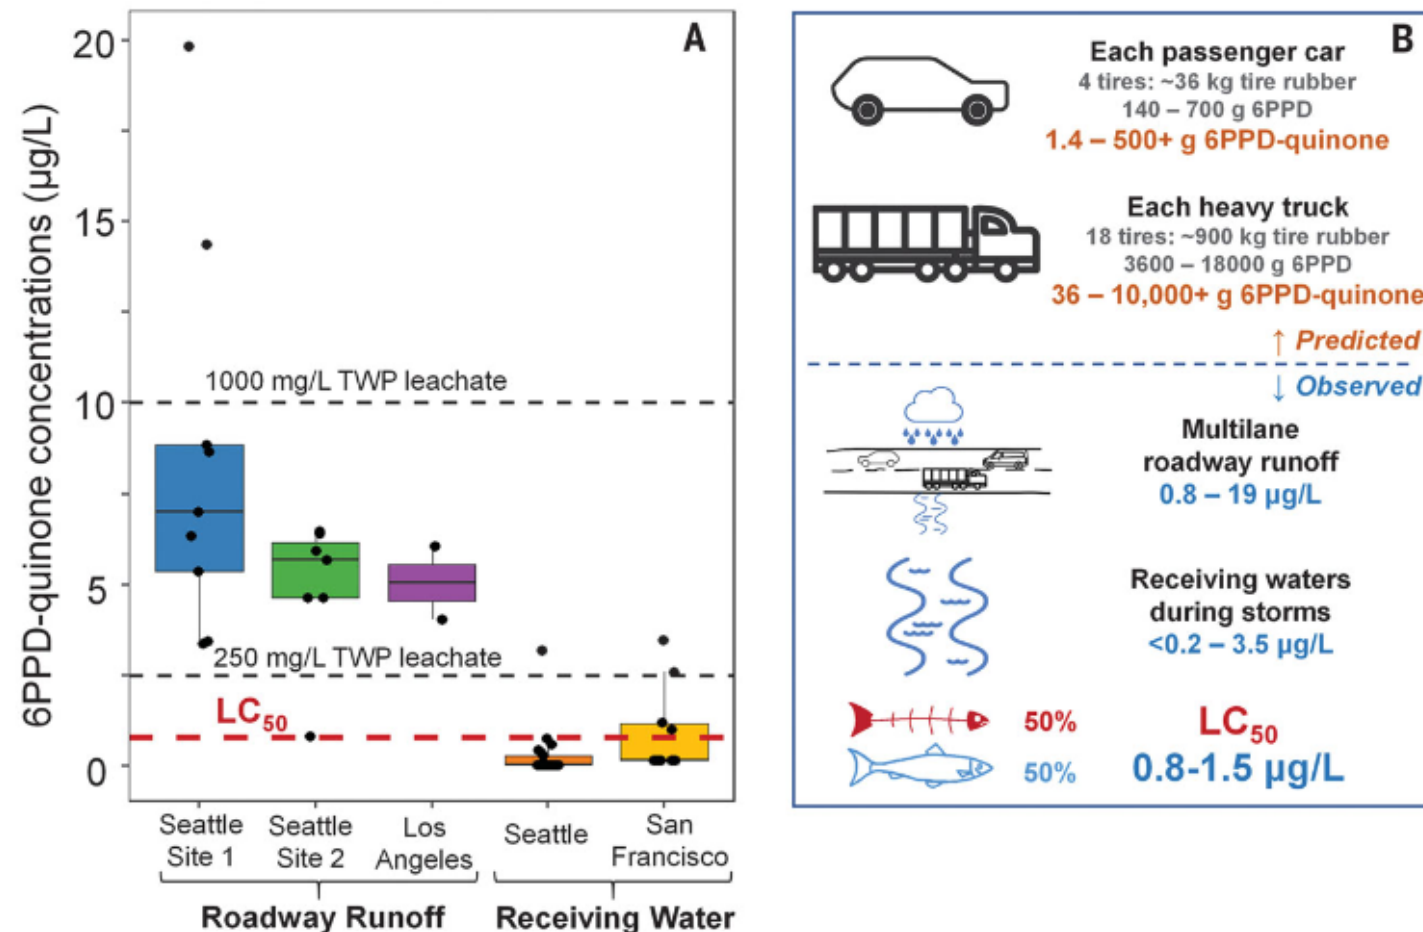 A
6PPD-quinone concentrations (µg/L)
20
15
10
5
0
1000 mg/L TWP leachate
250 mg/L TWP leachate
LC50
Seattle
Site 1
Seattle
Site 2
Los
Angeles
Seattle
San
Francisco
Roadway Runoff
Receiving Water
B
Each passenger car
4 tires: ~36 kg tire rubber
140 – 700 g 6PPD
1.4 – 500+ g 6PPD-quinone
Each heavy truck
18 tires: ~900 kg tire rubber
3600 – 18000 g 6PPD
36 – 10,000+ g 6PPD-quinone
↑ Predicted
↓ Observed
Multilane
roadway runoff
0.8 – 19 µg/L
Receiving waters
during storms
<0.2 – 3.5 µg/L
50%
50%
LC50
0.8-1.5 µg/L